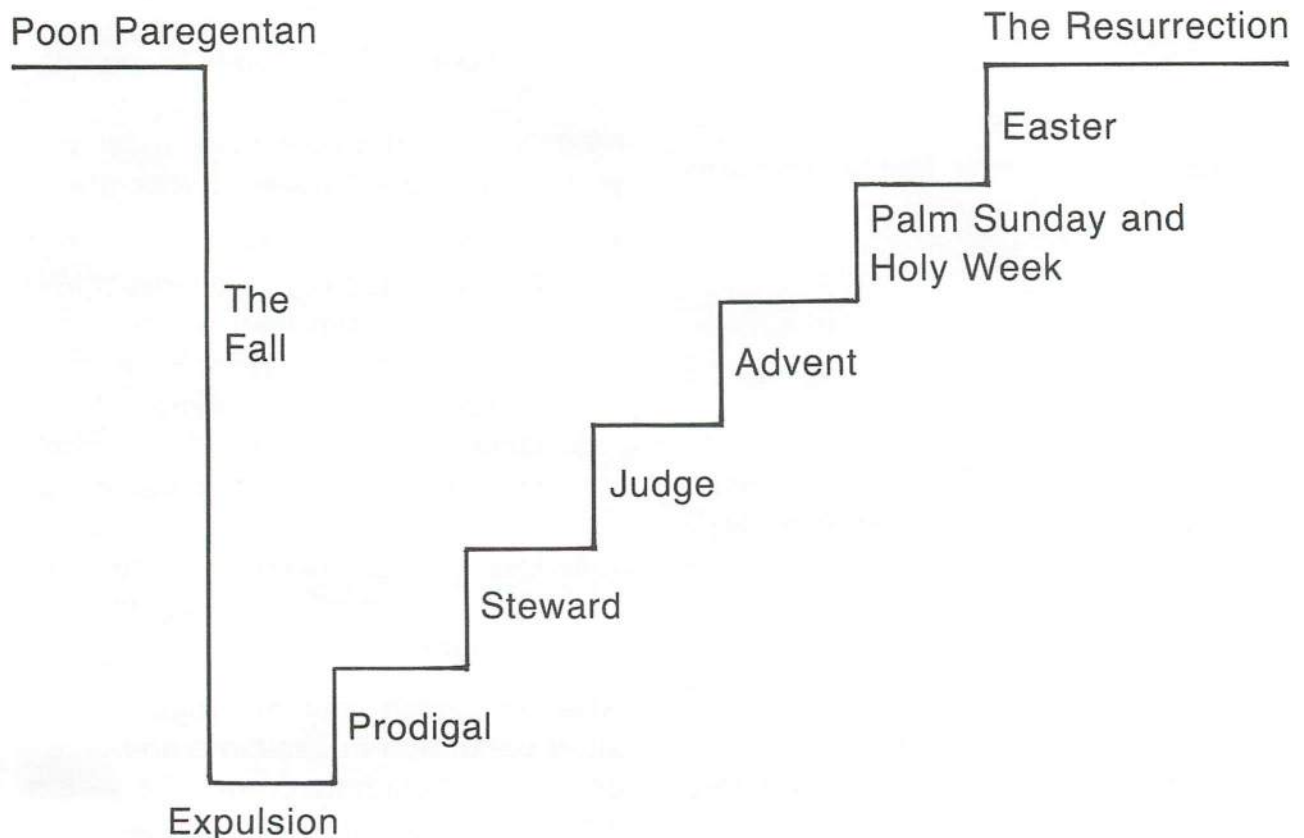 Poon Paregentan
The Resurrection
Easter
Palm Sunday and
Holy Week
The
Fall
Advent
Judge
Steward
Prodigal
Expulsion